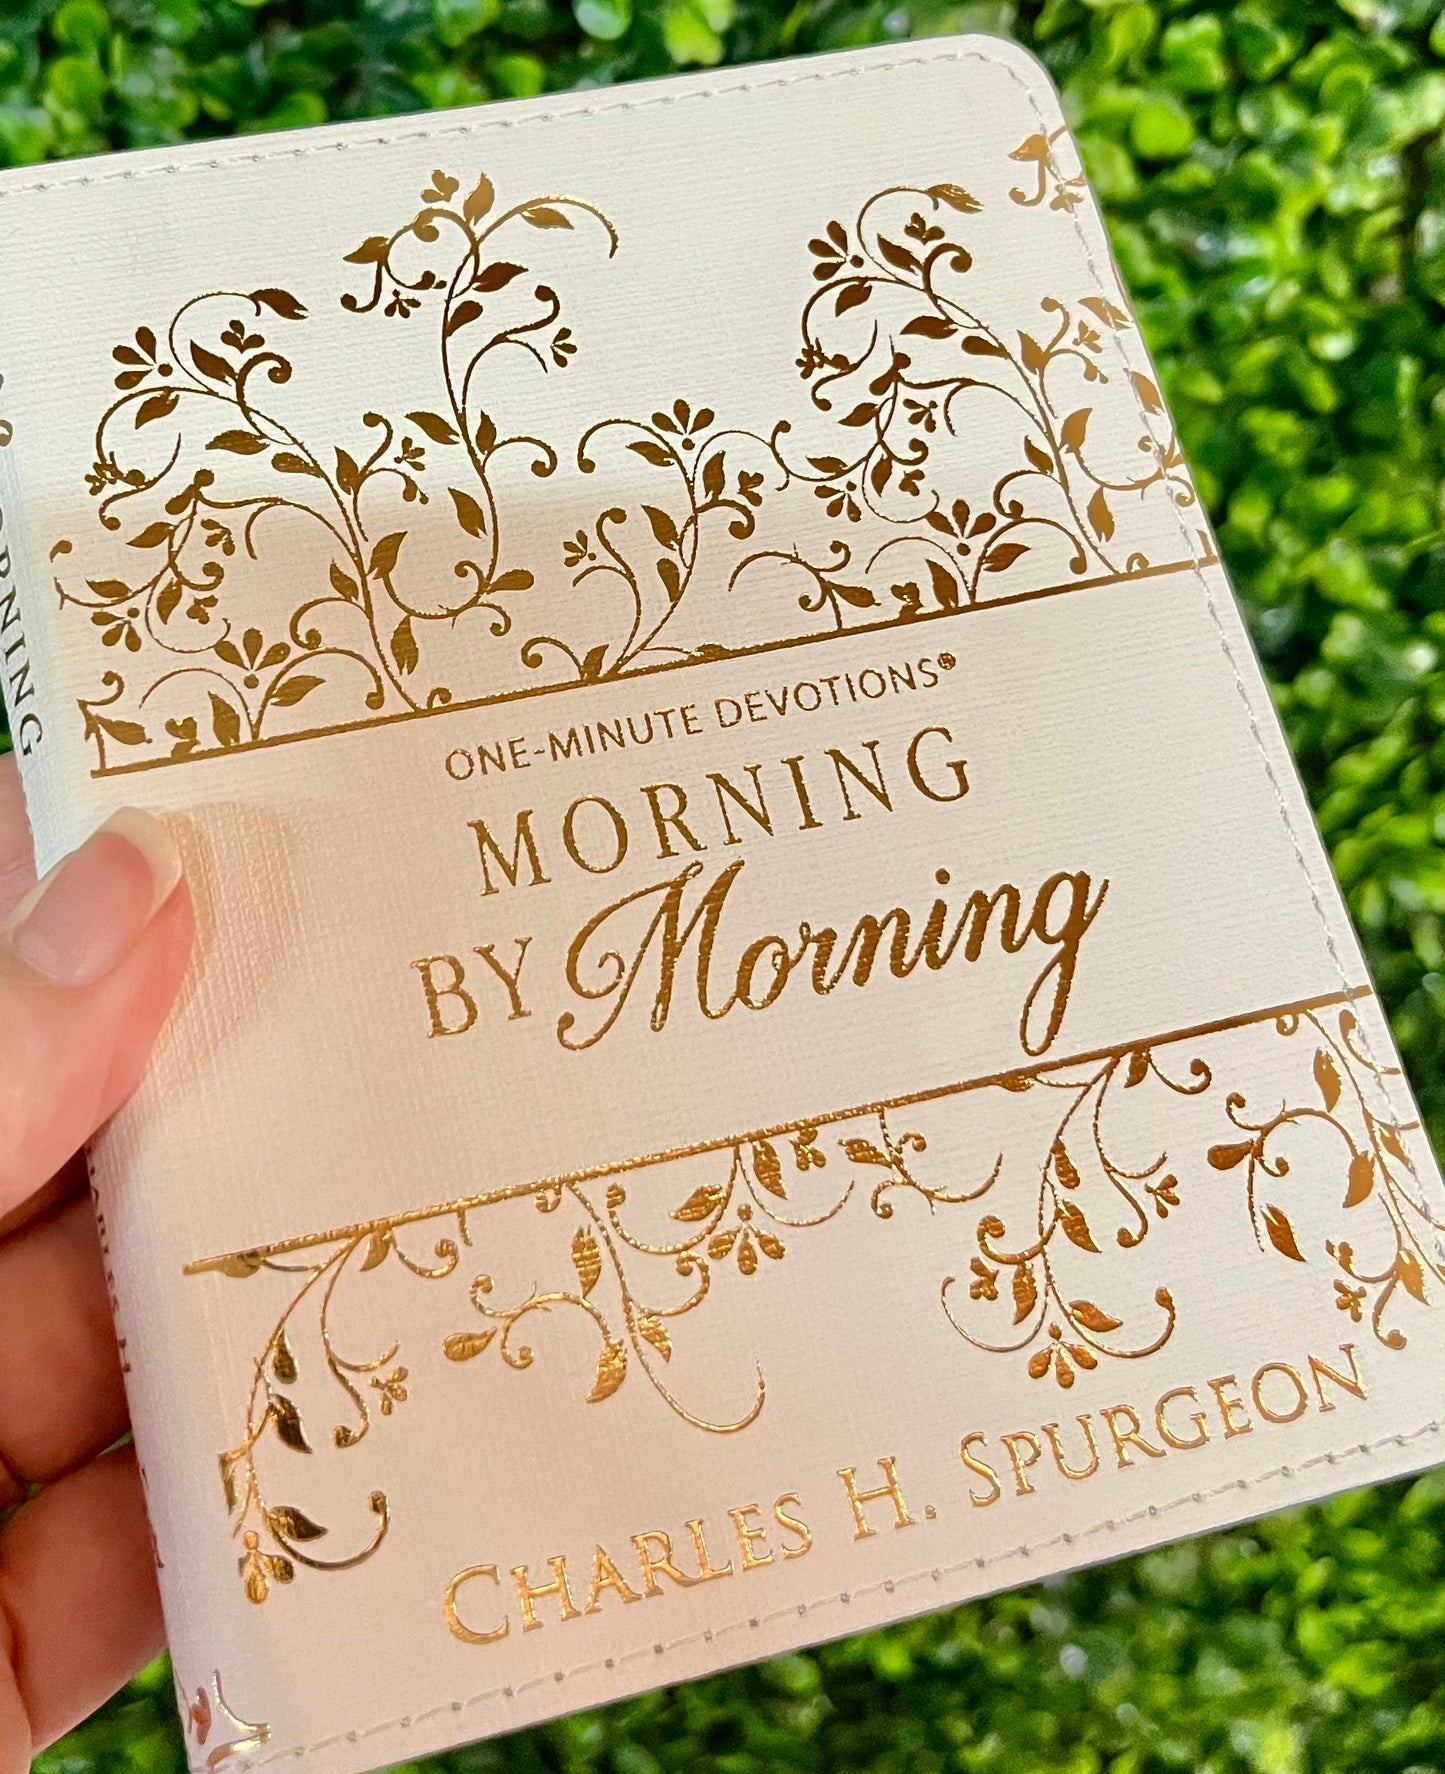 ONE-MINUTE DEVOTIONS®
MORNING
BY Morning
CHARLES H. SPURGEON